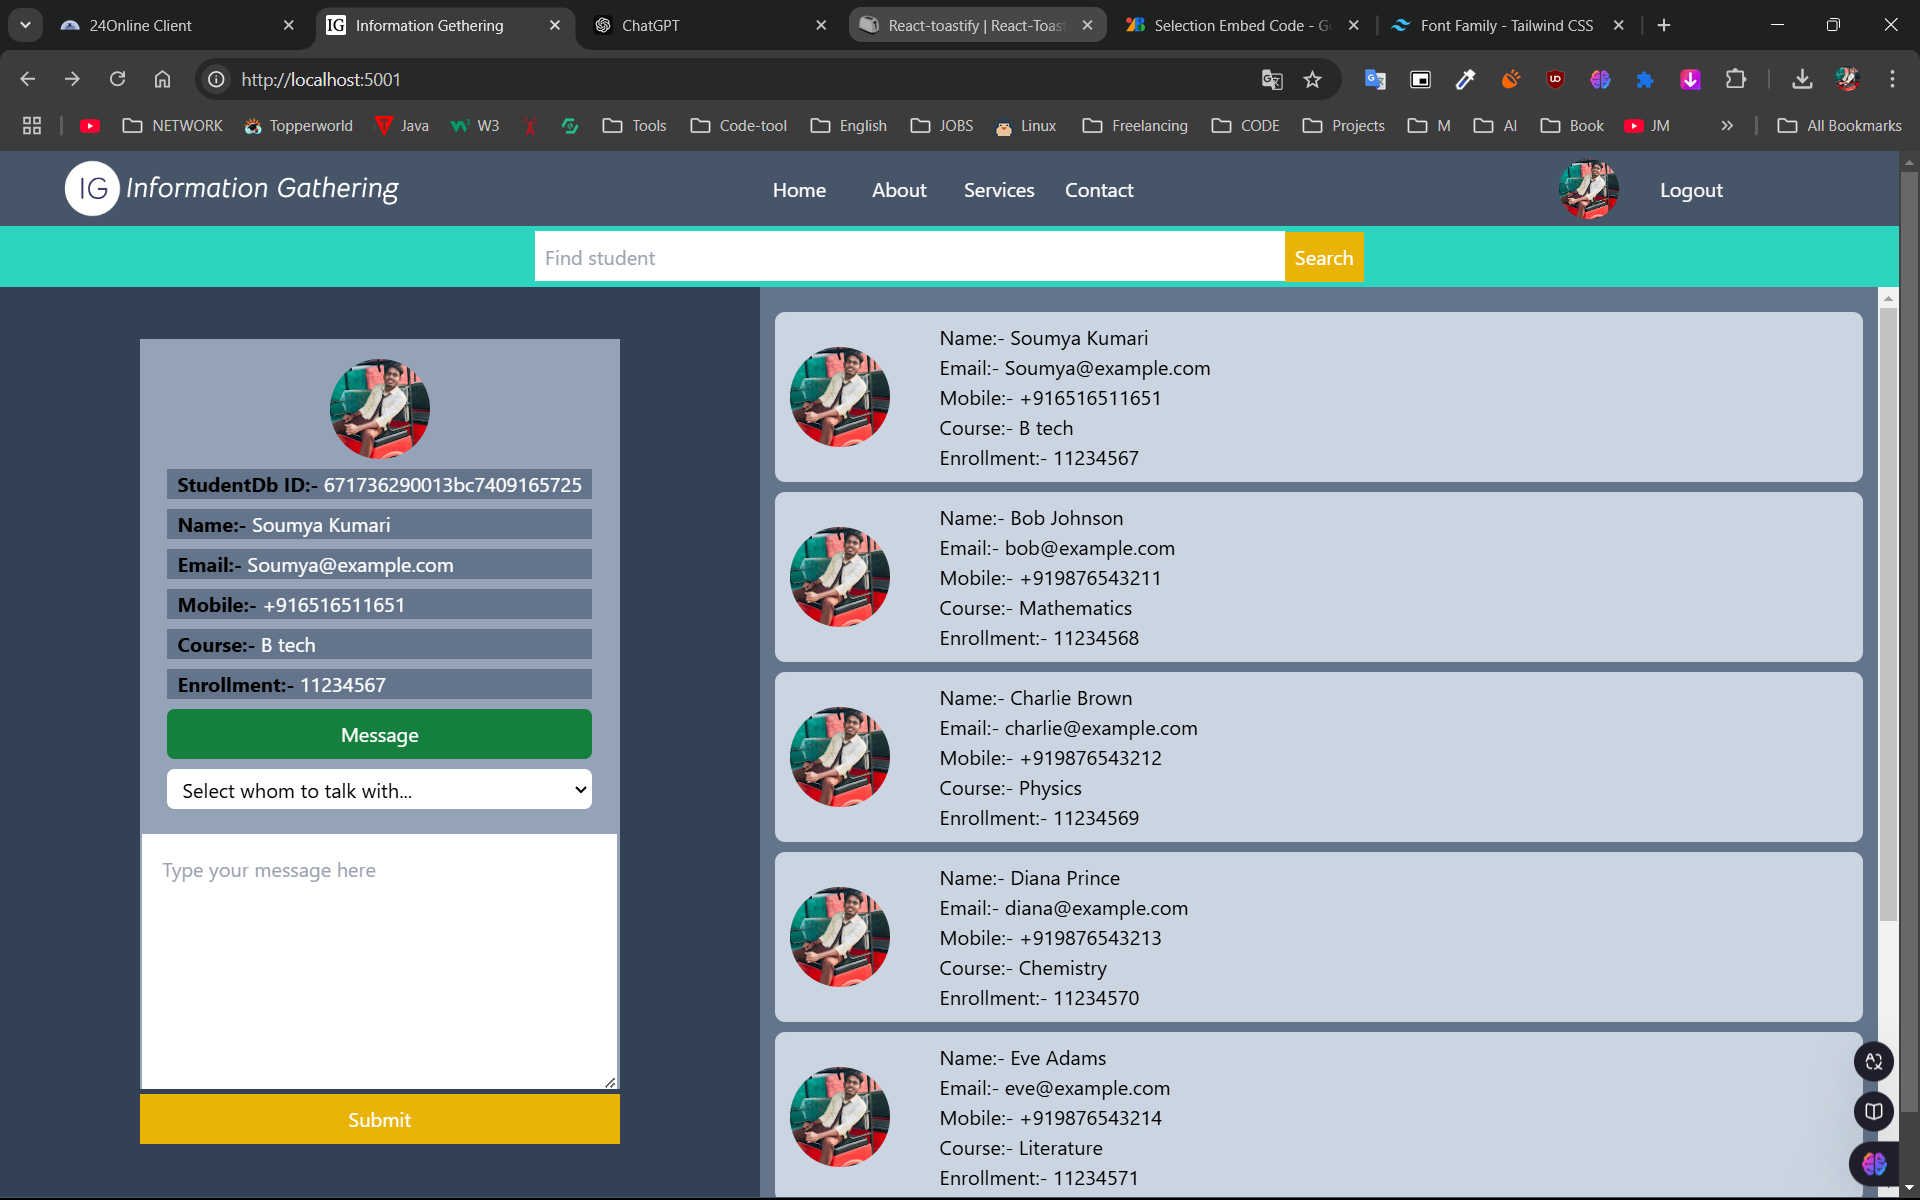 24Online Client
Information Gethering
ChatGPT
React-toastify | React-Toast
Selection Embed Code - Go
Font Family - Tailwind CSS
http://localhost:5001
NETWORK
Topperworld
Java
W3
Tools
Code-tool
English
JOBS
Linux
Freelancing
CODE
Projects
M
AI
Book
JM
All Bookmarks
IG Information Gathering
Home
About
Services
Contact
Logout
Find student
Search
StudentDb ID:- 671736290013bc7409165725
Name:- Soumya Kumari
Email:- Soumya@example.com
Mobile:- +916516511651
Course:- B tech
Enrollment:- 11234567
Message
Select whom to talk with...
Type your message here
Submit
Name:- Soumya Kumari
Email:- Soumya@example.com
Mobile:- +916516511651
Course:- B tech
Enrollment:- 11234567
Name:- Bob Johnson
Email:- bob@example.com
Mobile:- +919876543211
Course:- Mathematics
Enrollment:- 11234568
Name:- Charlie Brown
Email:- charlie@example.com
Mobile:- +919876543212
Course:- Physics
Enrollment:- 11234569
Name:- Diana Prince
Email:- diana@example.com
Mobile:- +919876543213
Course:- Chemistry
Enrollment:- 11234570
Name:- Eve Adams
Email:- eve@example.com
Mobile:- +919876543214
Course:- Literature
Enrollment:- 11234571